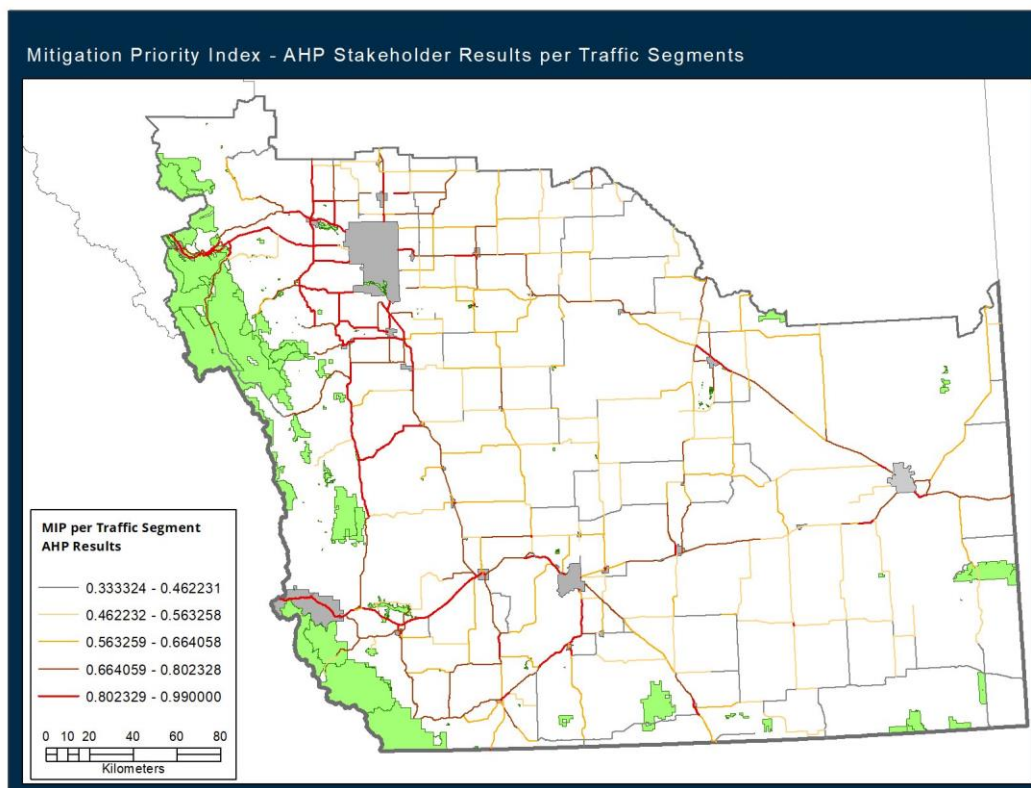 Mitigation Priority Index - AHP Stakeholder Results per Traffic Segments
MIP per Traffic Segment
AHP Results
0.333324 - 0.462231
0.462232 - 0.563258
0.563259 - 0.664058
0.664059 - 0.802328
0.802329 - 0.990000
0 10 20 40 60 80
Kilometers